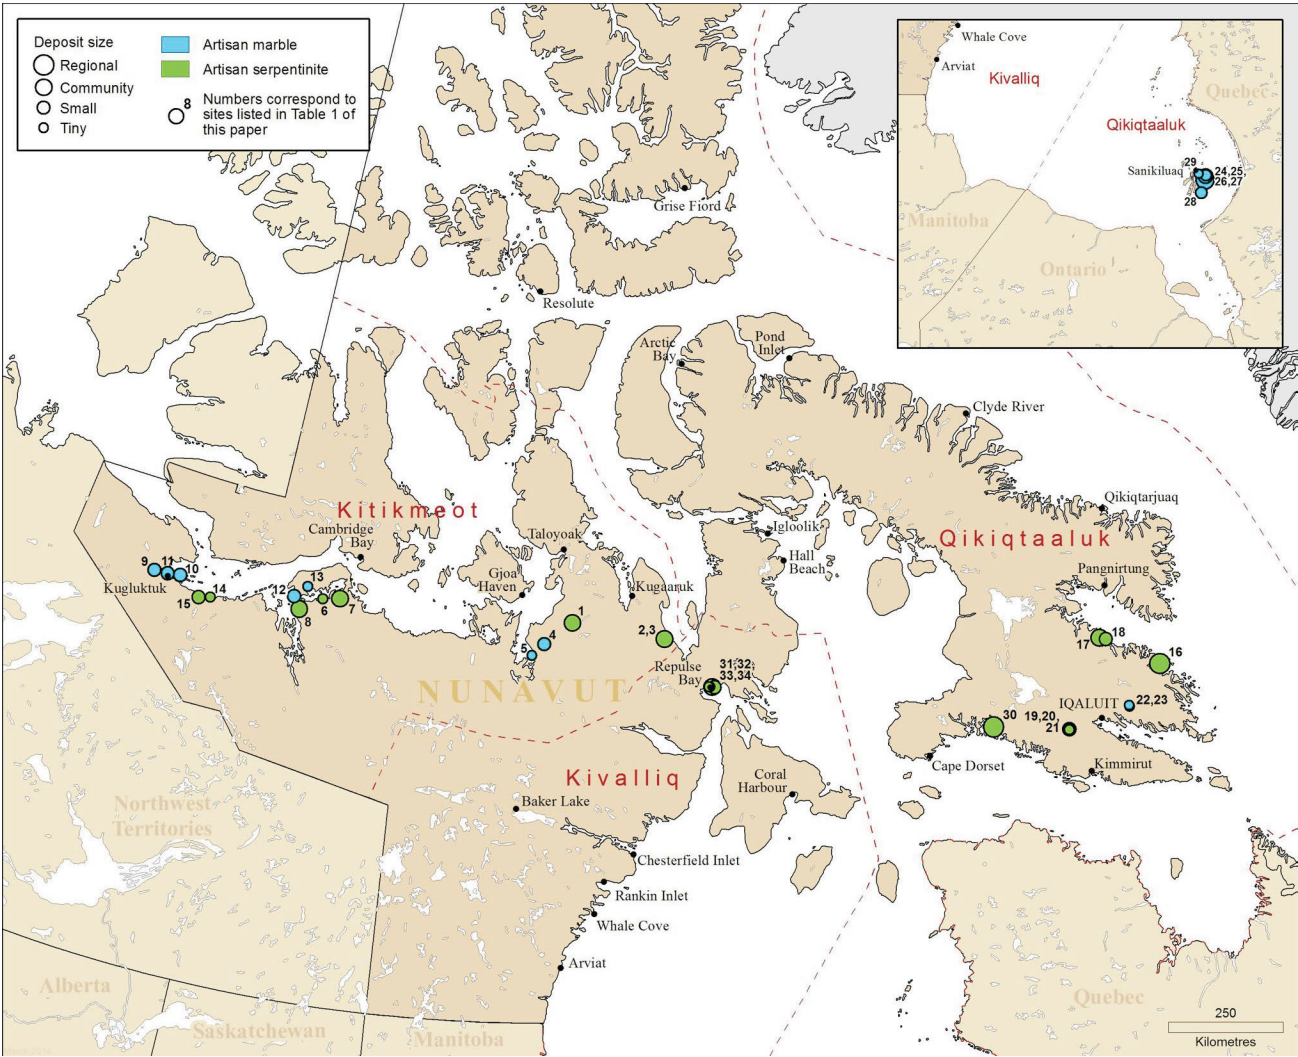 Deposit size
Regional
Community
Small
Tiny
Artisan marble
Artisan serpentinite
8
Numbers correspond to
sites listed in Table 1 of
this paper
Whale Cove
Arviat
Kivalliq
Quebec
Qikiqtaaluk
Sanikiluaq
29
24,25,
26,27
28
Manitoba
Ontario
Grise Fiord
Resolute
Arctic
Bay
Pond
Inlet
Clyde River
Qikiqtarjuaq
Kitikmeot
Cambridge
Bay
Taloyoak
Igloolik
Hall
Beach
Qikiqtaaluk
Pangnirtung
Gjoa
Haven
Kugaaruk
9
11
10
Kugluktuk
15
14
13
12
8
6
7
1
4
5
2,3
Repulse
Bay
31,32,
33,34
17
18
16
NUNAVUT
IQALUIT
22,23
30
19,20,
21
Cape Dorset
Kimmirut
Kivalliq
Coral
Harbour
Baker Lake
Northwest
Territories
Chesterfield Inlet
Rankin Inlet
Whale Cove
Arviat
Alberta
Saskatchewan
Manitoba
Quebec
250
Kilometres